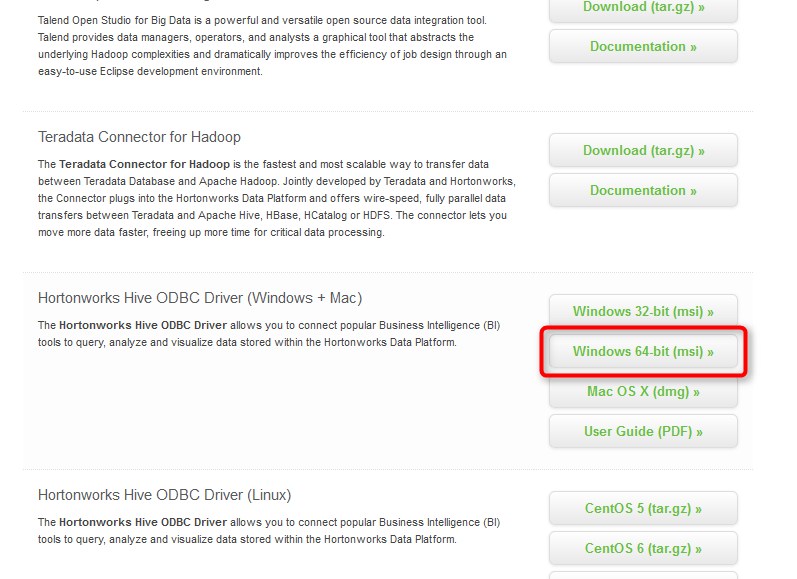 Download (tar.gz) »
Talend Open Studio for Big Data is a powerful and versatile open source data integration tool.
Talend provides data managers, operators, and analysts a graphical tool that abstracts the
underlying Hadoop complexities and dramatically improves the efficiency of job design through an
easy-to-use Eclipse development environment.
Documentation »
Teradata Connector for Hadoop
The Teradata Connector for Hadoop is the fastest and most scalable way to transfer data
between Teradata Database and Apache Hadoop. Jointly developed by Teradata and Hortonworks,
the Connector plugs into the Hortonworks Data Platform and offers wire-speed, fully parallel data
transfers between Teradata and Apache Hive, HBase, HCatalog or HDFS. The connector lets you
move more data faster, freeing up more time for critical data processing.
Download (tar.gz) »
Documentation »
Hortonworks Hive ODBC Driver (Windows + Mac)
The Hortonworks Hive ODBC Driver allows you to connect popular Business Intelligence (BI)
tools to query, analyze and visualize data stored within the Hortonworks Data Platform.
Windows 32-bit (msi) »
Windows 64-bit (msi) »
Mac OS X (dmg) »
User Guide (PDF) »
Hortonworks Hive ODBC Driver (Linux)
The Hortonworks Hive ODBC Driver allows you to connect popular Business Intelligence (BI)
tools to query, analyze and visualize data stored within the Hortonworks Data Platform.
CentOS 5 (tar.gz) »
CentOS 6 (tar.gz) »